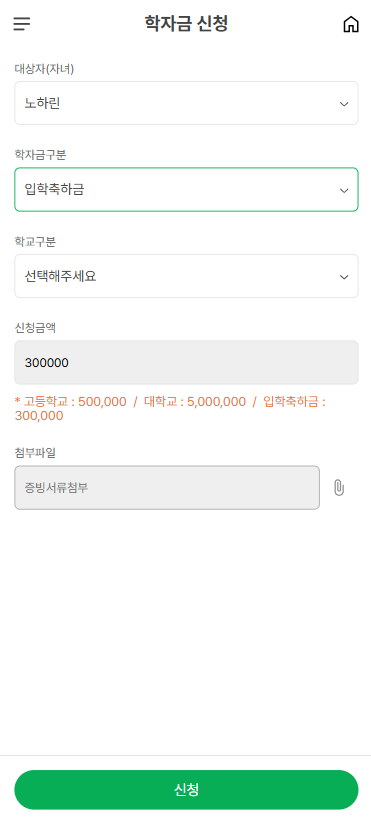 학자금 신청
대상자(자녀)
노하린
학자금구분
입학축하금
학교구분
선택해주세요
신청금액
300000
* 고등학교 : 500,000 / 대학교 : 5,000,000 / 입학축하금 :
300,000
첨부파일
증빙서류첨부
신청